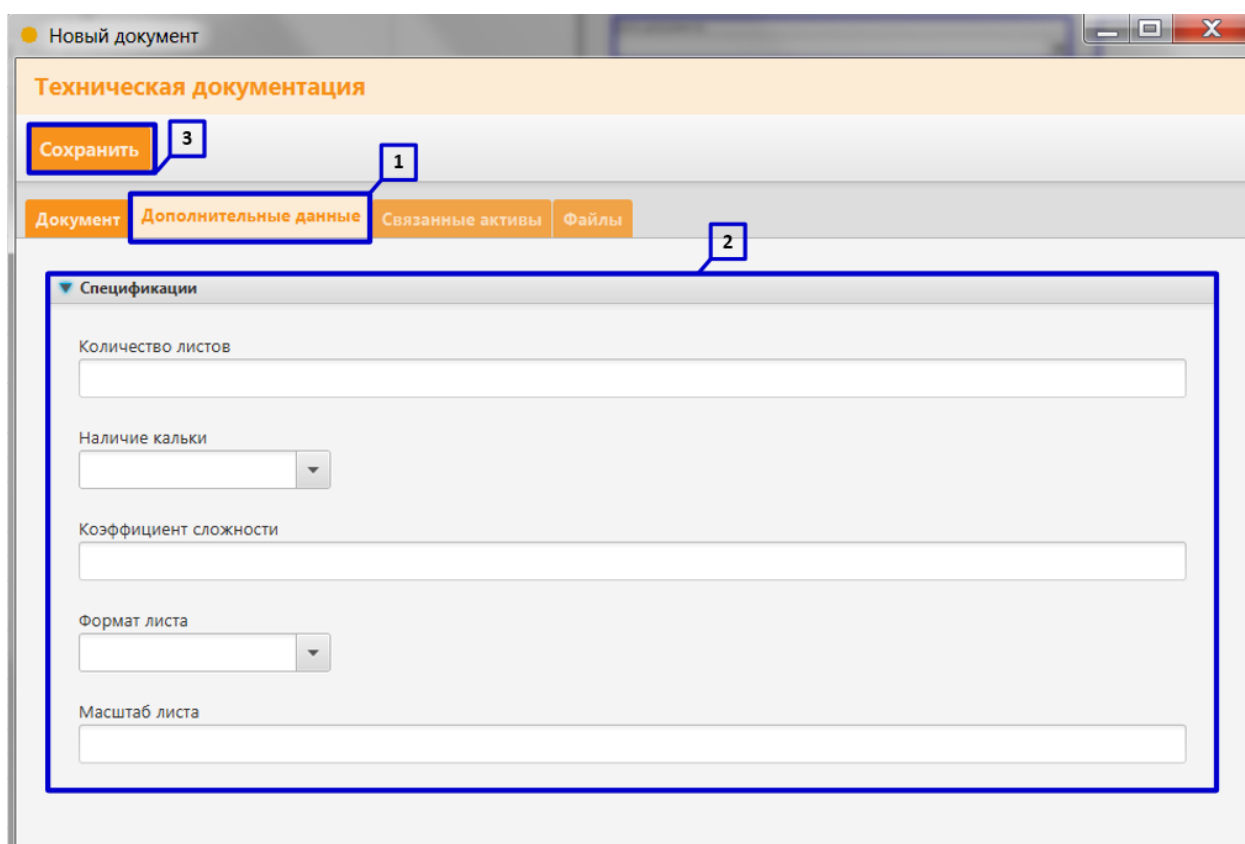 Новый документ
X
Техническая документация
Сохранить
3
1
Документ Дополнительные данные Связанные активы Файлы
2
Спецификации
Количество листов
Наличие кальки
Коэффициент сложности
Формат листа
Масштаб листа